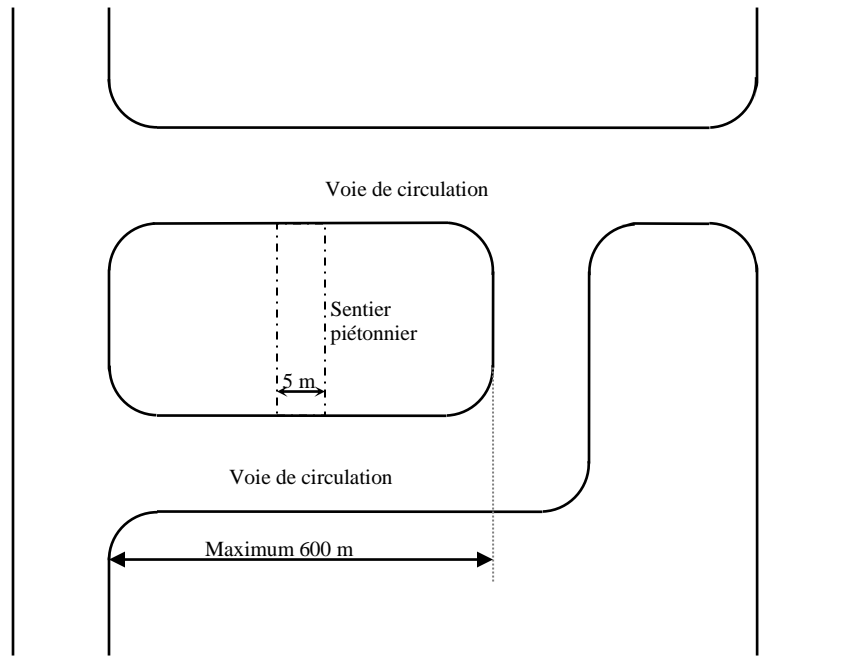 Voie de circulation
Sentier
piétonnier
5 m
Voie de circulation
Maximum 600 m